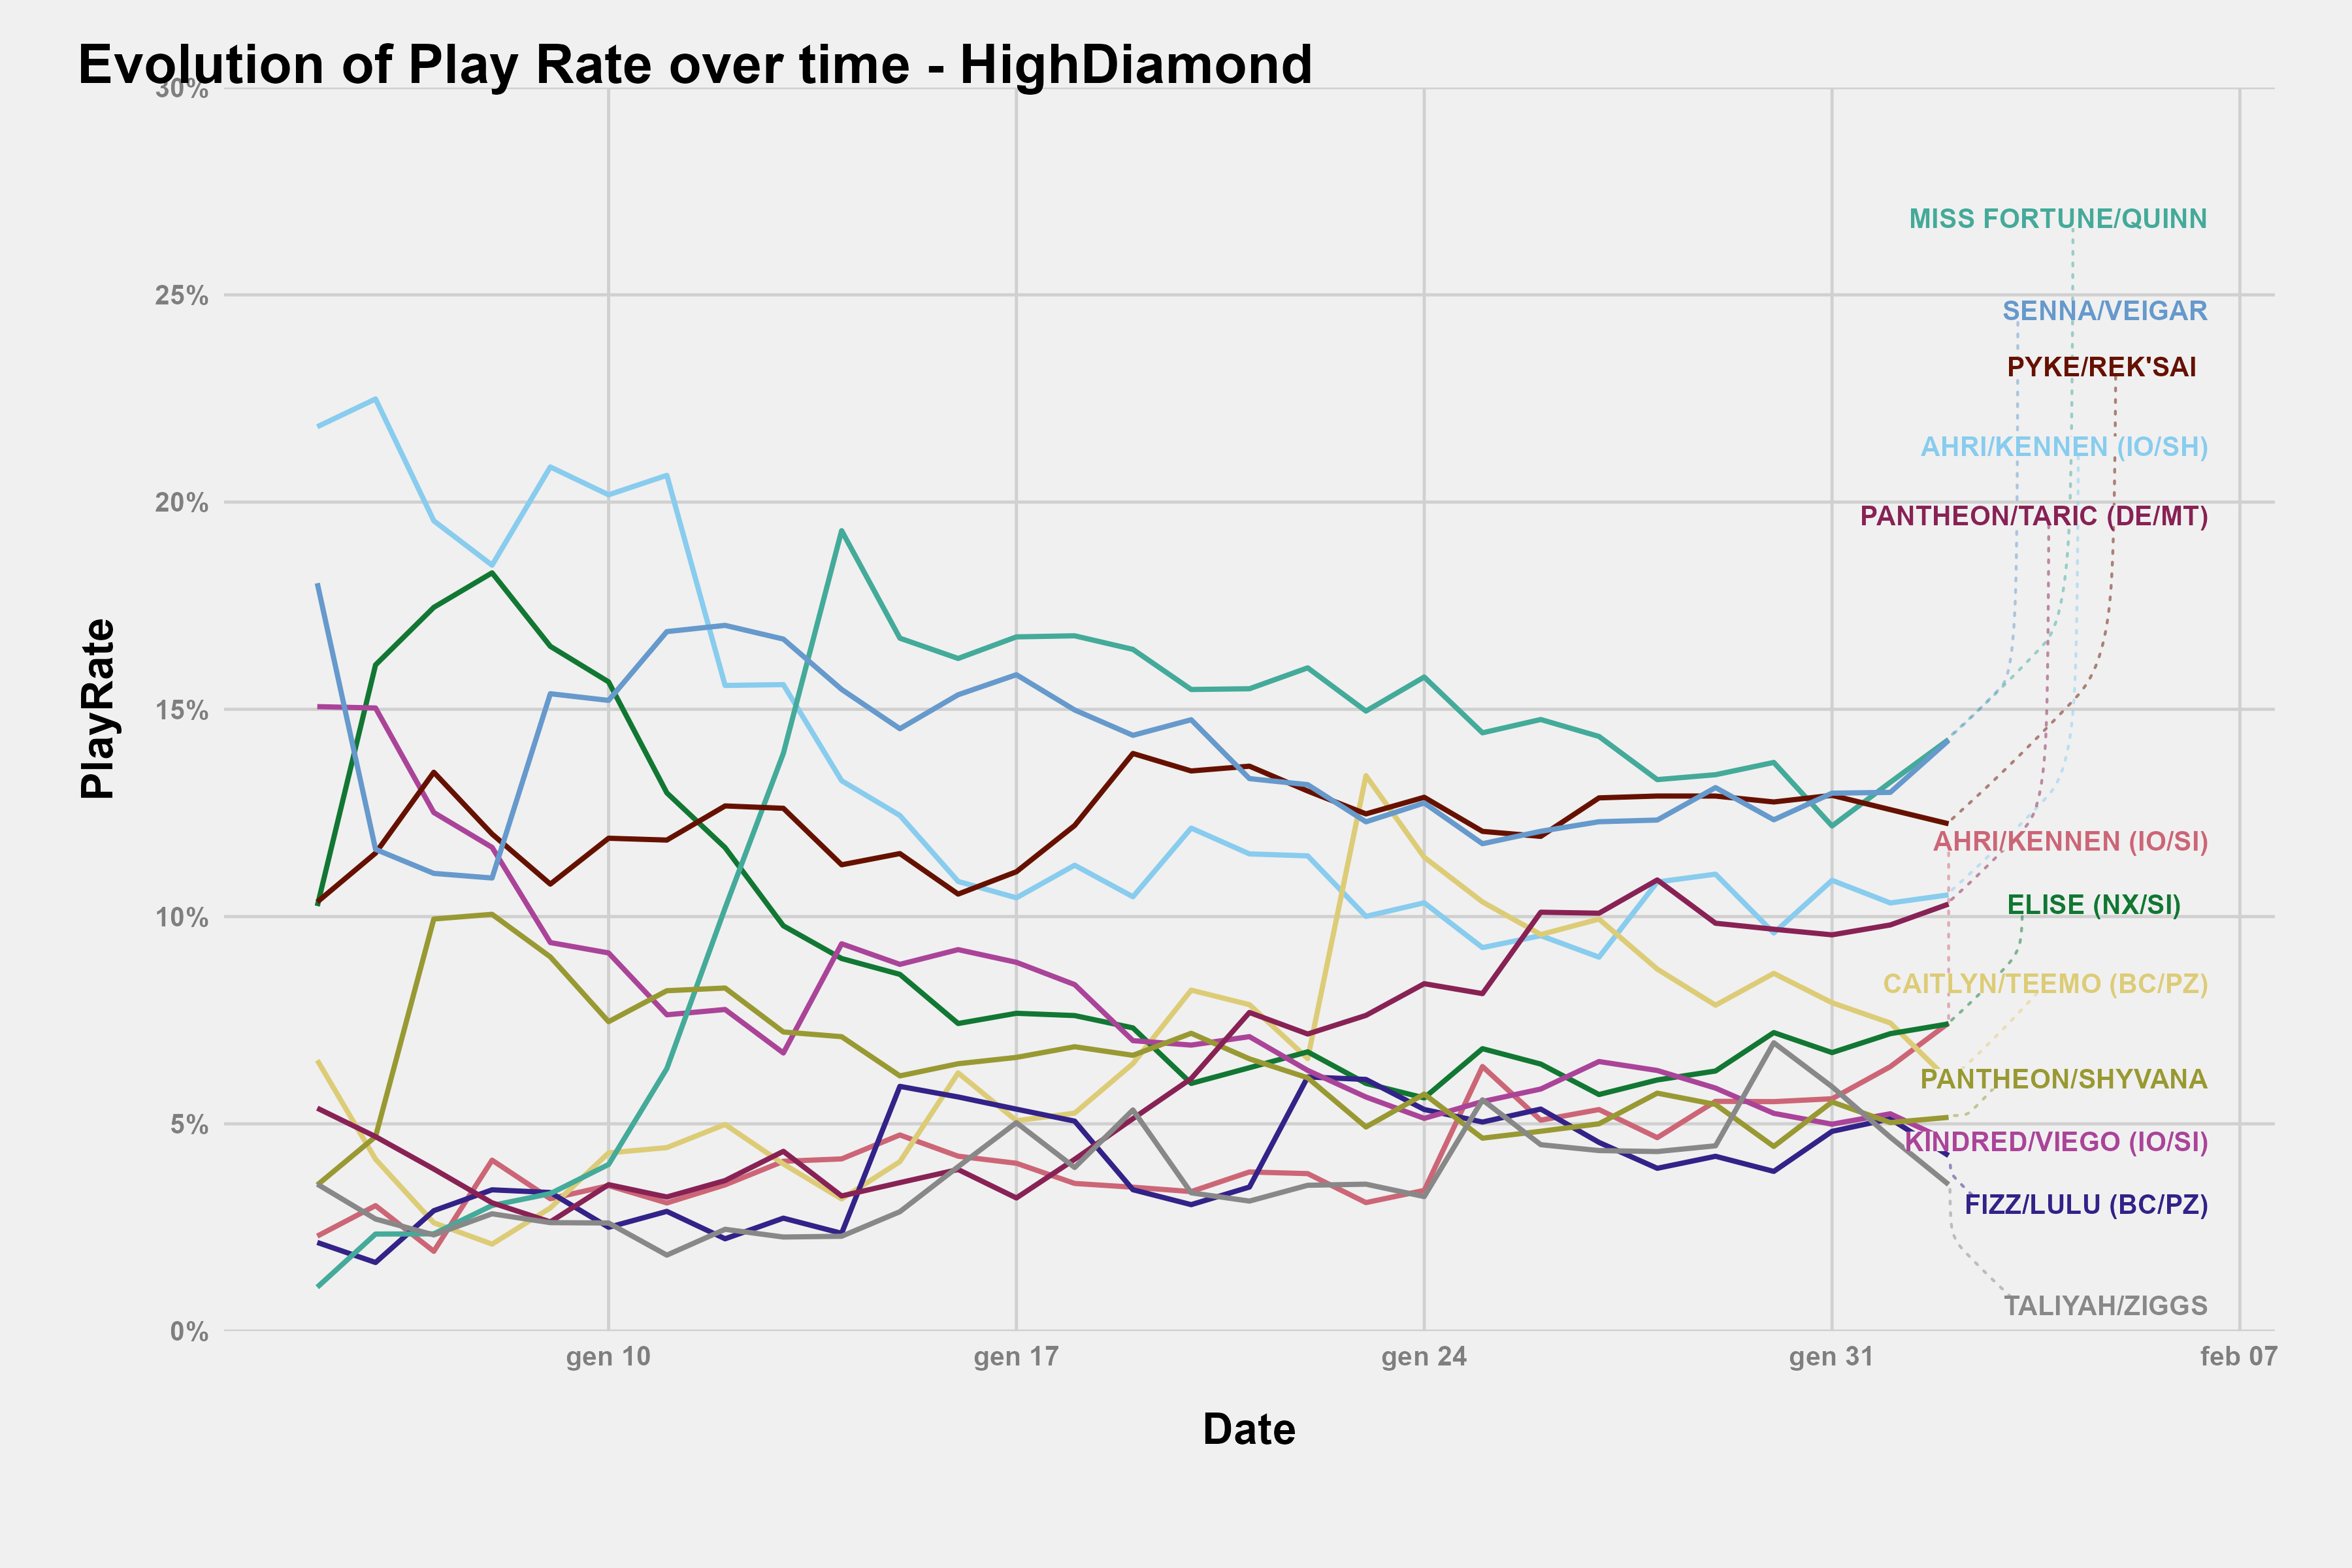 Evolution of Play Rate over time - HighDiamond
30%
25%
20%
15%
10%
5%
0%
PlayRate
MISS FORTUNE/QUINN
SENNA/VEIGAR
PYKE/REK'SAI
AHRI/KENNEN (IO/SH)
PANTHEON/TARIC (DE/MT)
AHRI/KENNEN (IO/SI)
ELISE (NX/SI)
CAITLYN/TEEMO (BC/PZ)
PANTHEON/SHYVANA
KINDRED/VIEGO (IO/SI)
FIZZ/LULU (BC/PZ)
TALIYAH/ZIGGS
gen 10
gen 17
gen 24
gen 31
feb 07
Date